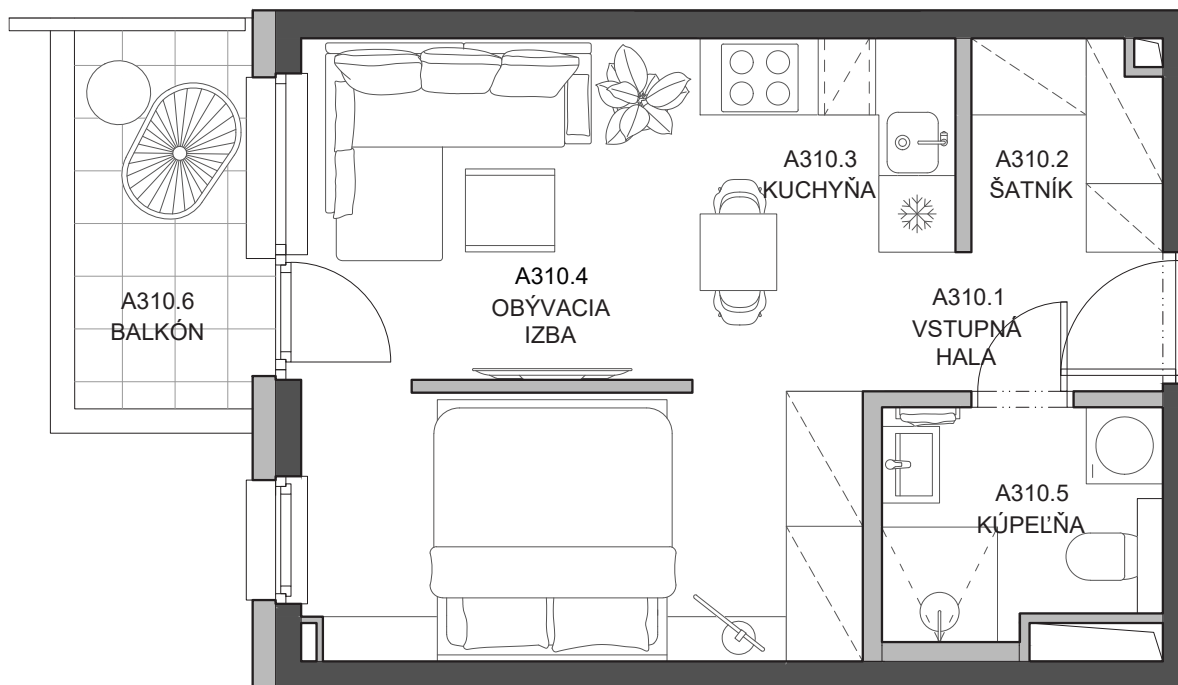 A310.3
KUCHYŇA
A310.2
ŠATNÍK
A310.4
OBÝVACIA
IZBA
A310.6
BALKÓN
A310.1
VSTUPNÁ
HALA
A310.5
KÚPEĽŇA